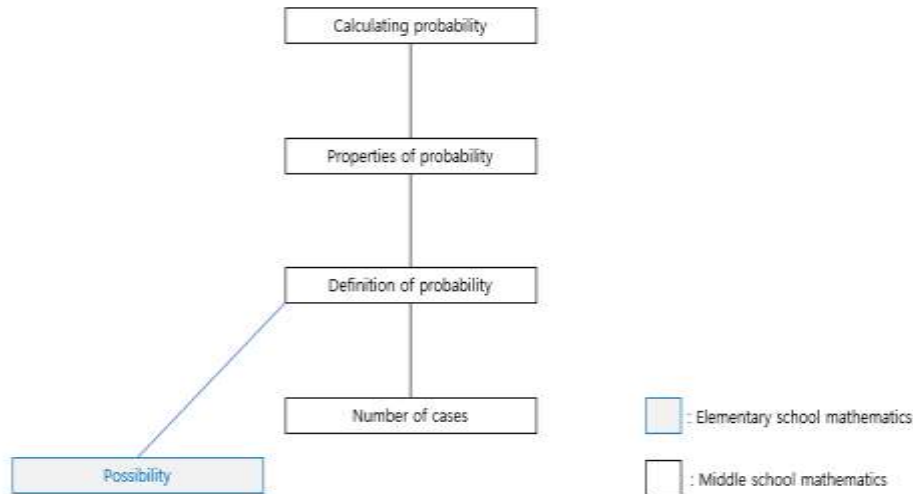 Calculating probability
Properties of probability
Definition of probability
Number of cases
Possibility
: Elementary school mathematics
: Middle school mathematics